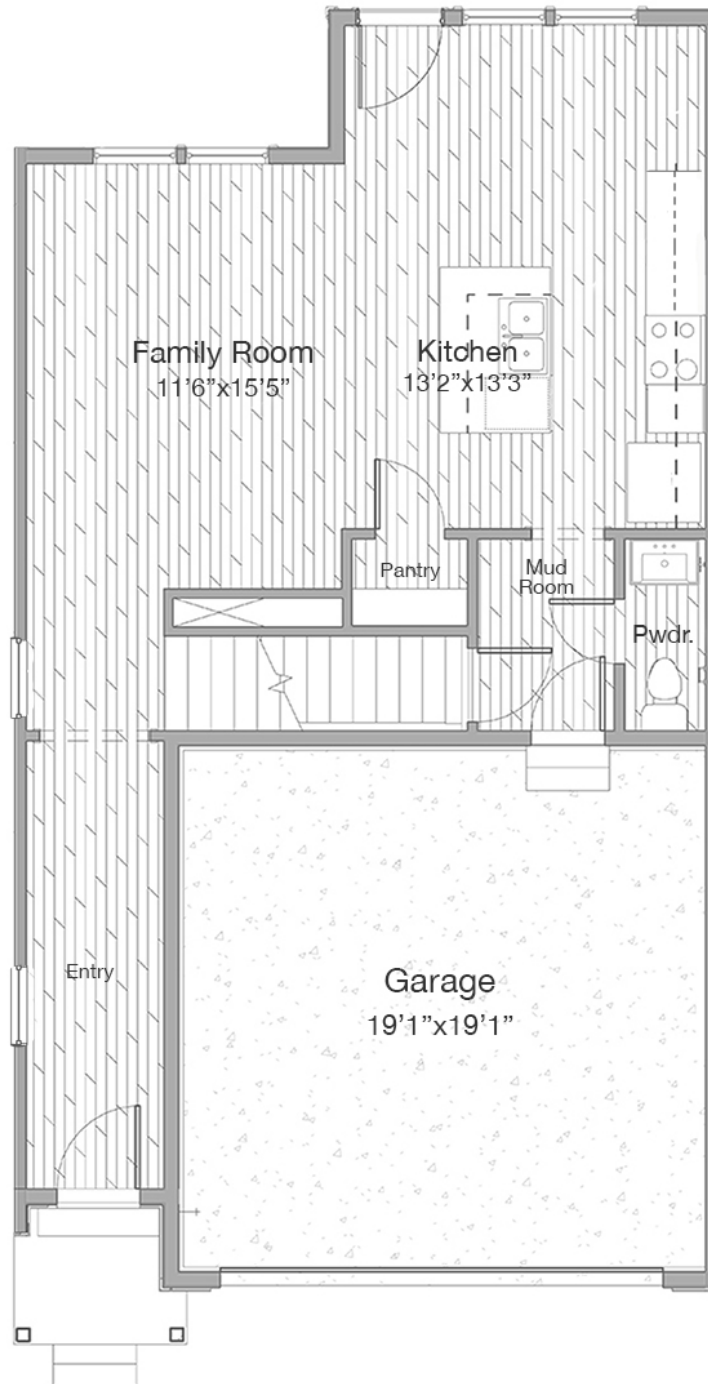 Family Room
11’6”x15’5”
Kitchen
13’2”x13’3”
Pantry
Mud
Room
Pwdr.
Entry
Garage
19’1”x19’1”